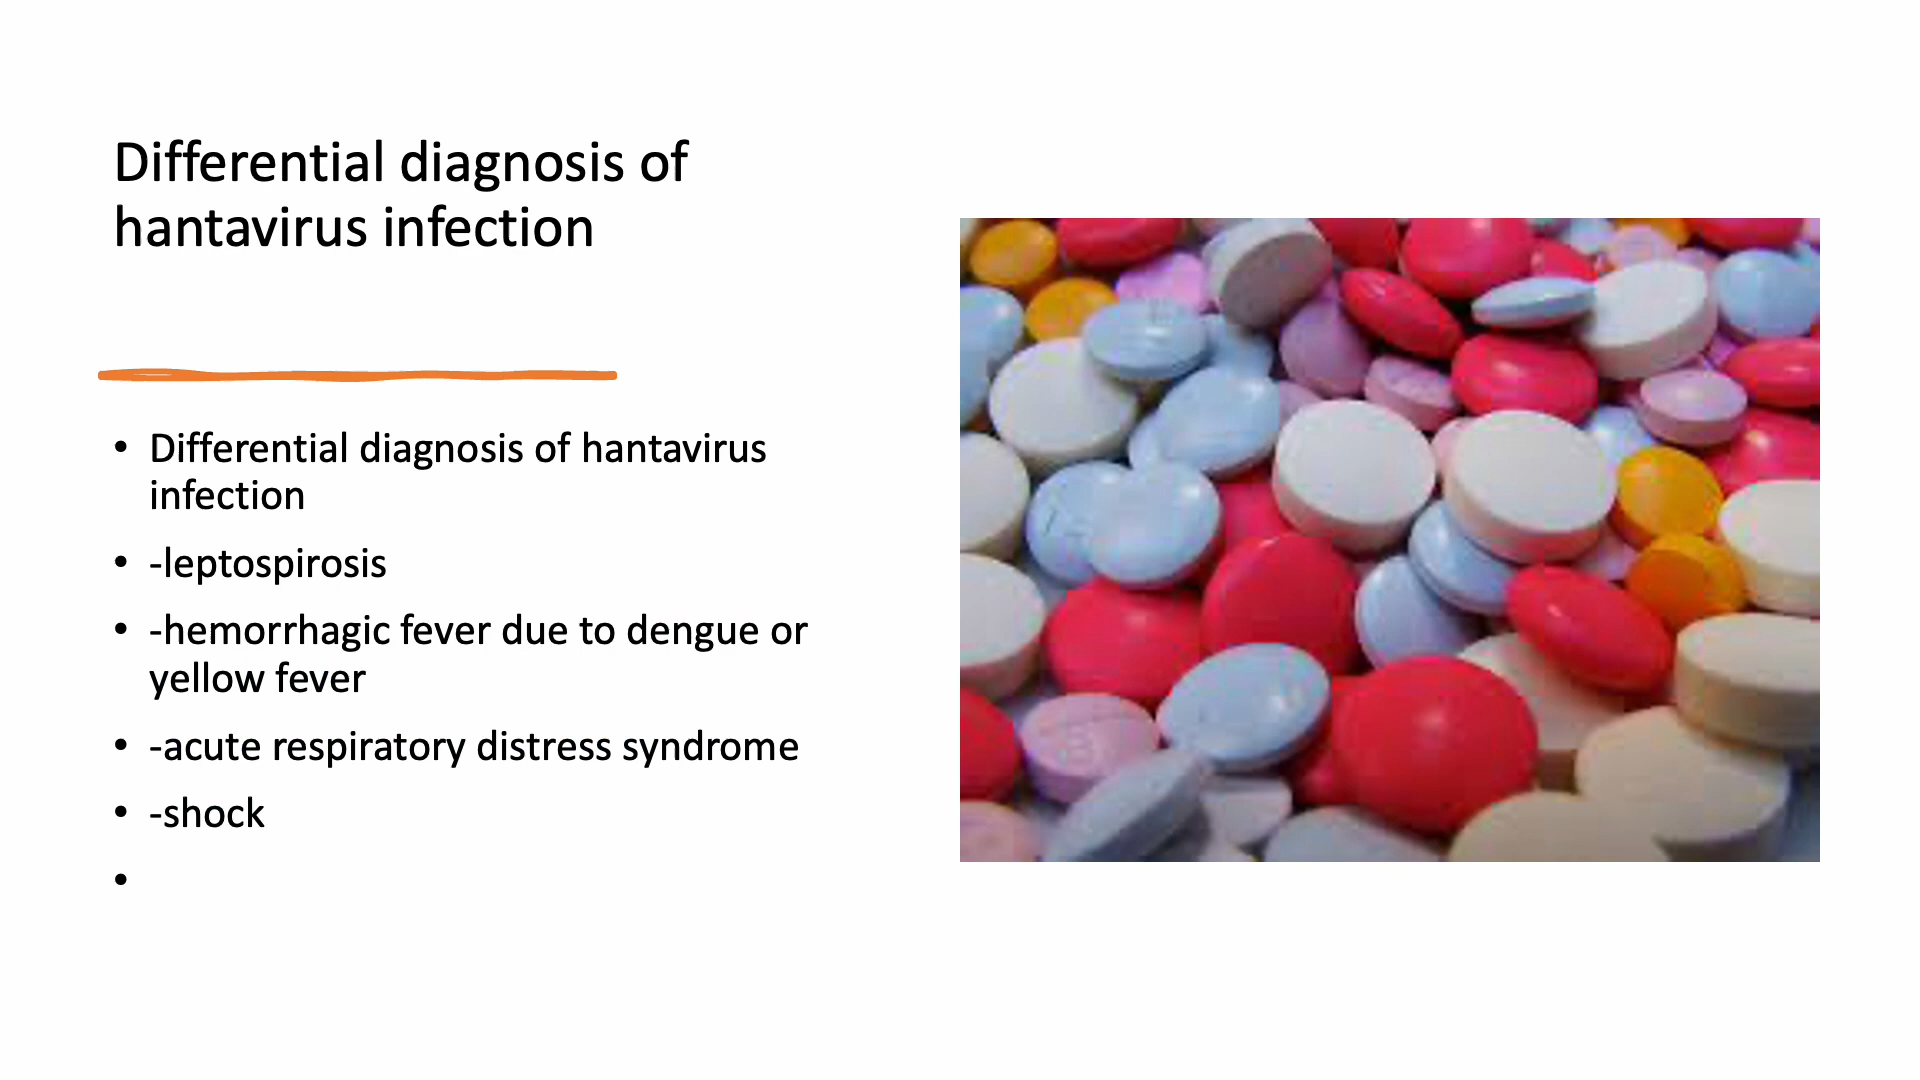 Differential diagnosis of
hantavirus infection
• Differential diagnosis of hantavirus
infection
• -leptospirosis
• -hemorrhagic fever due to dengue or
yellow fever
• -acute respiratory distress syndrome
• -shock
•